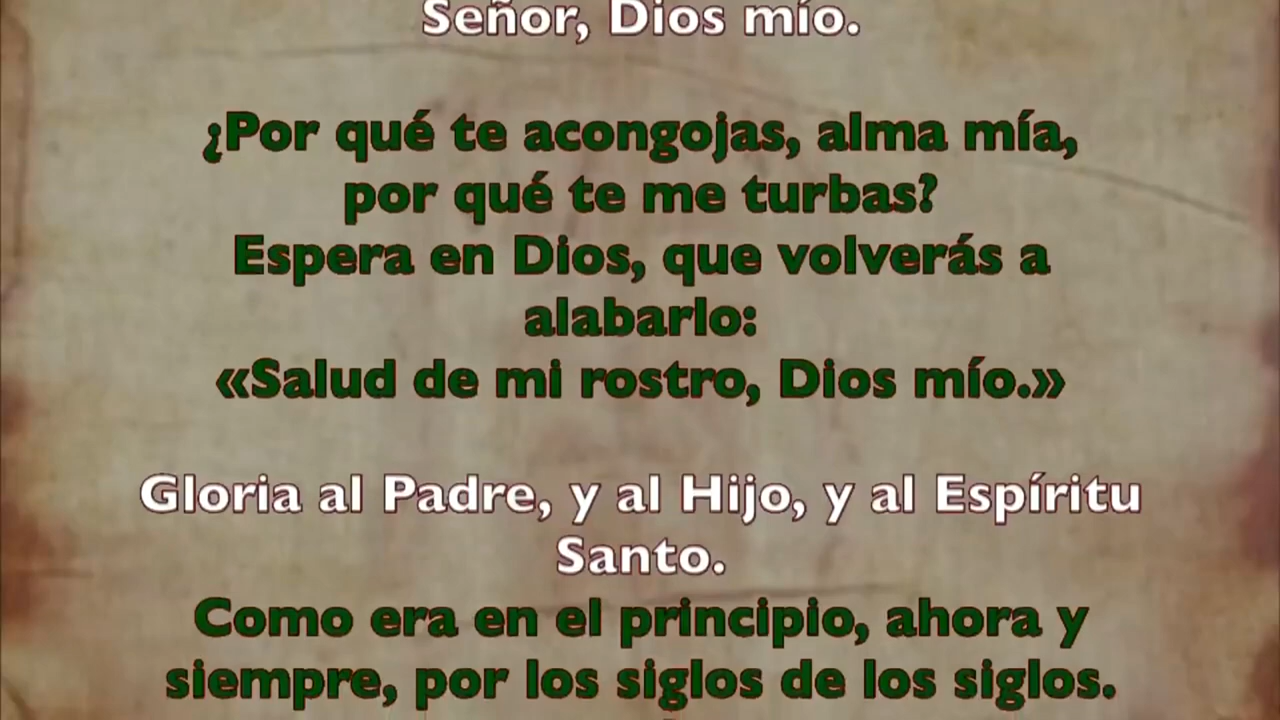 Señor, Dios mío.
¿Por qué te acongojas, alma mía,
por qué te me turbas?
Espera en Dios, que volverás a
alabarlo:
«Salud de mi rostro, Dios mío.»
Gloria al Padre, y al Hijo, y al Espíritu
Santo.
Como era en el principio, ahora y
siempre, por los siglos de los siglos.